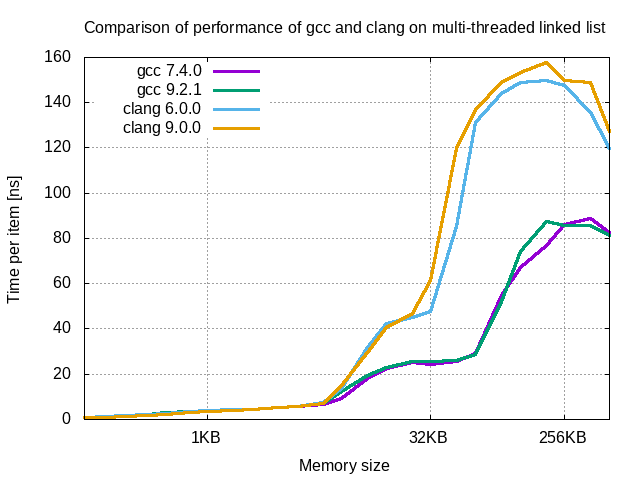 Comparison of performance of gcc and clang on multi-threaded linked list
160
140
120
100
80
60
40
20
0
gcc 7.4.0
gcc 9.2.1
clang 6.0.0
clang 9.0.0
Time per item [ns]
1KB
32KB
256KB
Memory size